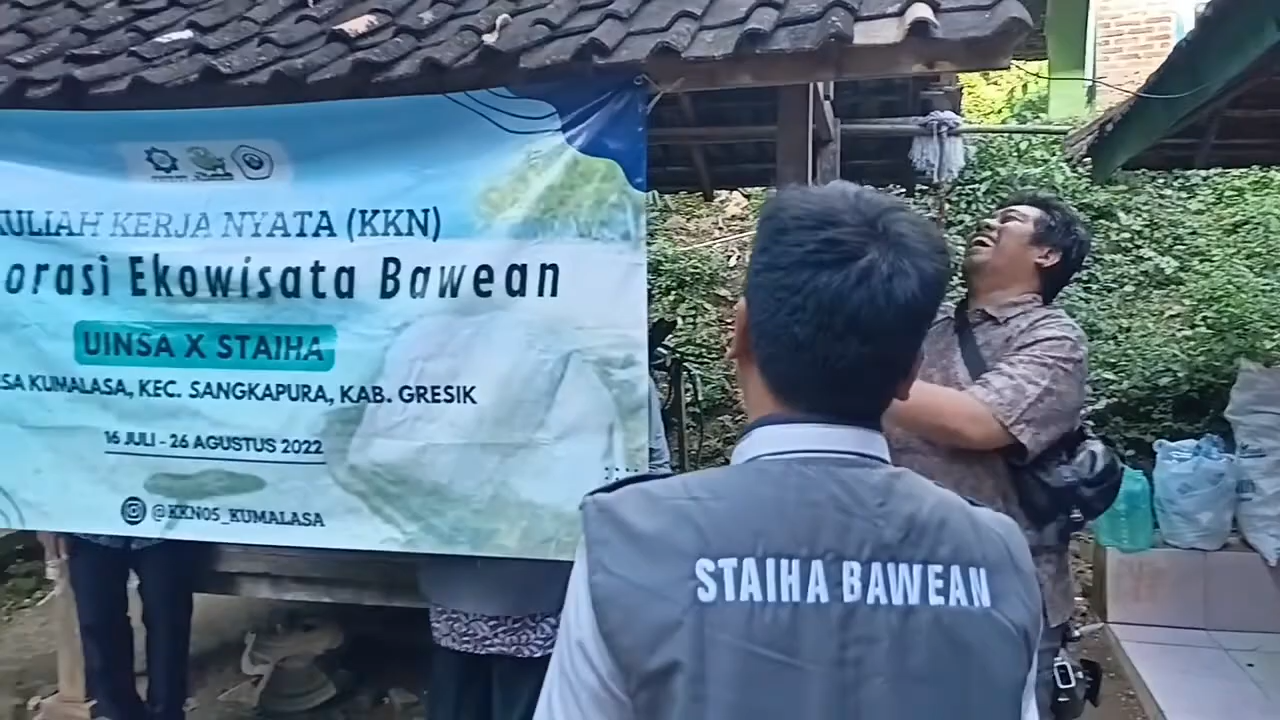 KULIAH KERJA NYATA (KKN)
orasi Ekowisata Bawean
UINSA X STAIHA
SA KUMALASA, KEC. SANGKAPURA, KAB. GRESIK
16 JULI - 26 AGUSTUS 2022
@KKN05_KUMALASA
STAIHA BAWEAN